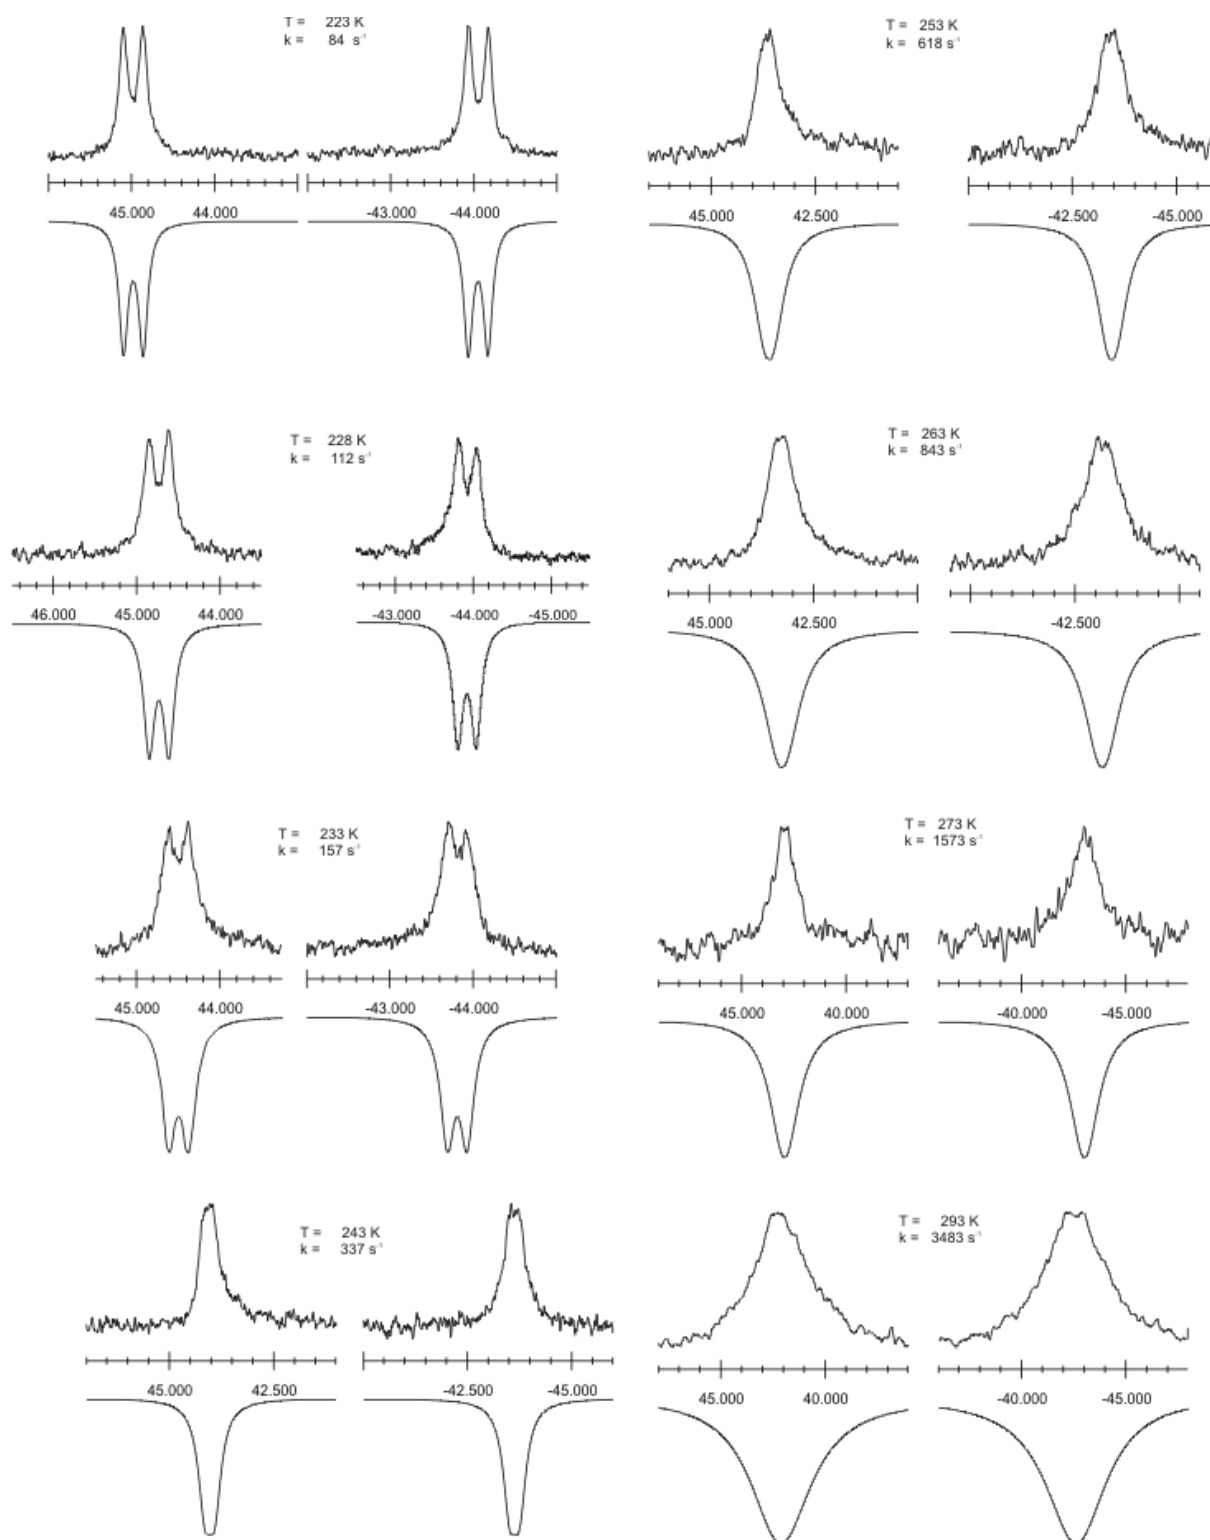 T = 223 K
k = 84 s⁻¹
45.000 44.000 -43.000 -44.000
T = 228 K
k = 112 s⁻¹
46.000 45.000 44.000 -43.000 -44.000 -45.000
T = 233 K
k = 157 s⁻¹
45.000 44.000 -43.000 -44.000
T = 243 K
k = 337 s⁻¹
45.000 42.500 -42.500 -45.000
T = 253 K
k = 618 s⁻¹
45.000 42.500 -42.500 -45.000
T = 263 K
k = 843 s⁻¹
45.000 42.500 -42.500
T = 273 K
k = 1573 s⁻¹
45.000 40.000 -40.000 -45.000
T = 293 K
k = 3483 s⁻¹
45.000 40.000 -40.000 -45.000